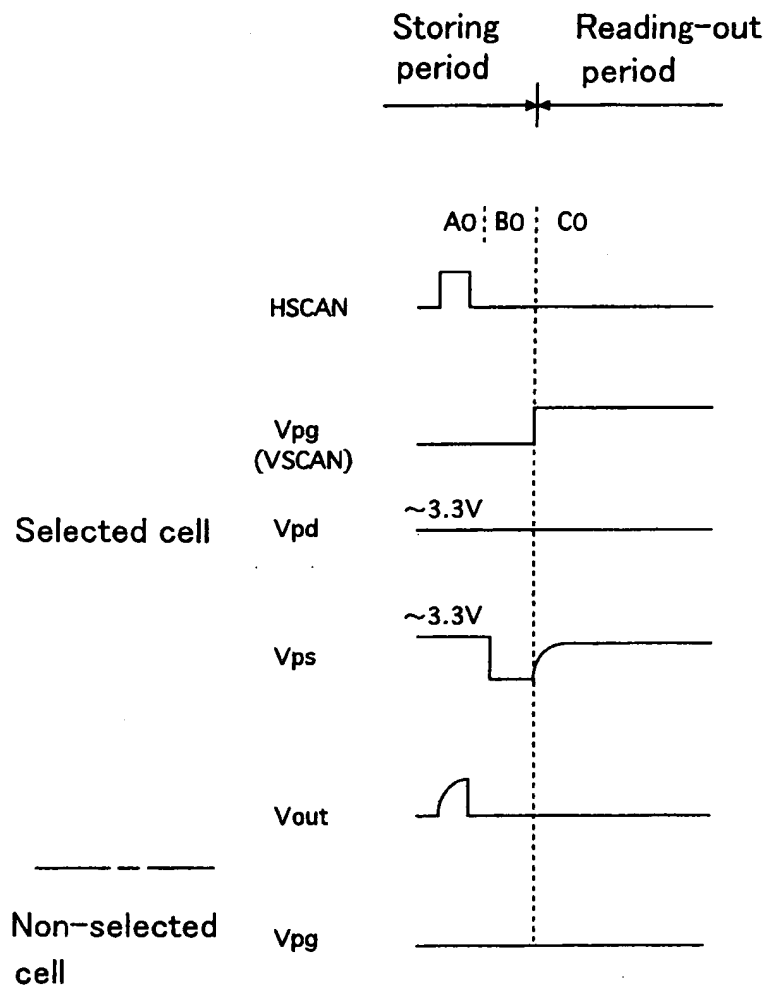 Storing period
Reading-out period
A0 B0 C0
HSCAN
Vpg
(VSCAN)
~3.3V
Selected cell Vpd
~3.3V
Vps
Vout
Non-selected cell
Vpg